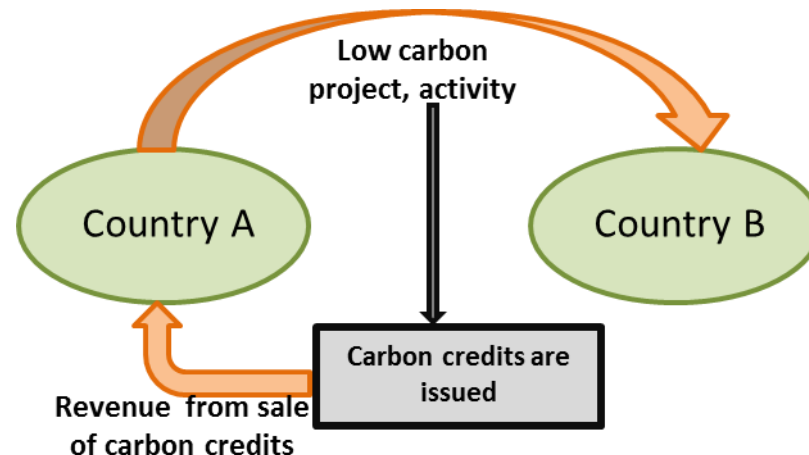 Low carbon
project, activity
Country A
Country B
Carbon credits are
issued
Revenue from sale
of carbon credits